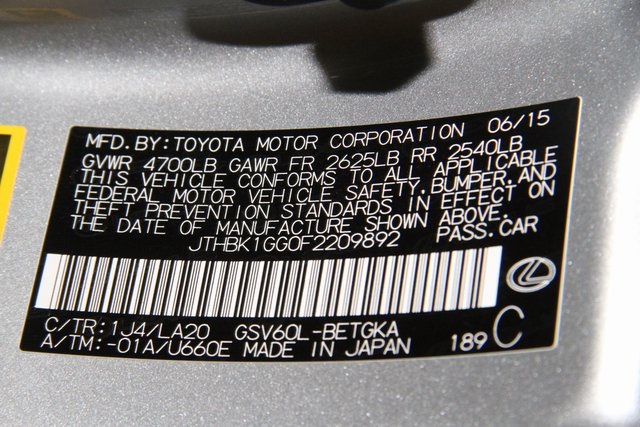 MFD. BY: TOYOTA MOTOR CORPORATION 06/15
GVWR 4700LB GAWR FR 2625LB RR 2540LB
THIS VEHICLE CONFORMS TO ALL APPLICABLE
FEDERAL MOTOR VEHICLE SAFETY, BUMPER, AND
THEFT PREVENTION STANDARDS IN EFFECT ON
THE DATE OF MANUFACTURE SHOWN ABOVE.
JTHBK1GG0F2209892 PASS. CAR
C/TR: 1J4/LA20 GSV60L-BETGKA
A/TM: -01A/U660E MADE IN JAPAN 189 C